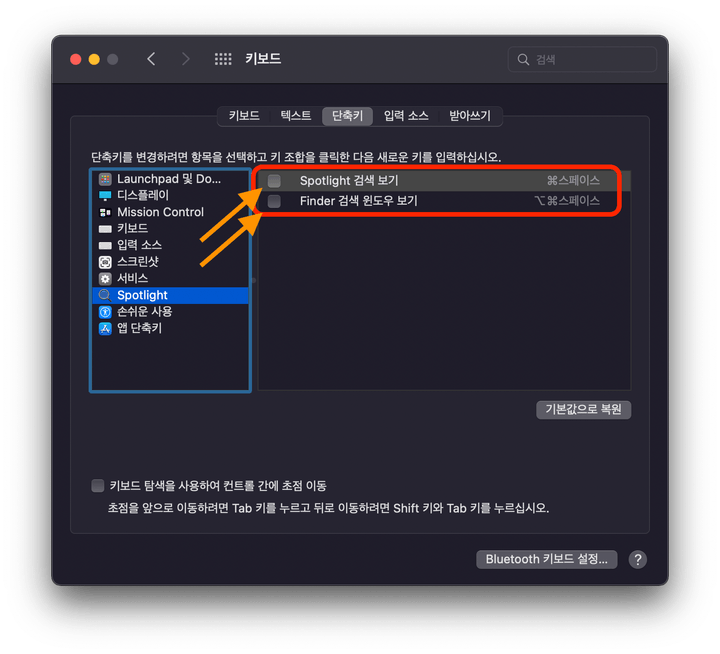 키보드
검색
키보드 텍스트 단축키 입력 소스 받아쓰기
단축키를 변경하려면 항목을 선택하고 키 조합을 클릭한 다음 새로운 키를 입력하십시오.
Launchpad 및 Do...
디스플레이
Mission Control
키보드
입력 소스
스크린샷
서비스
Spotlight
손쉬운 사용
앱 단축키
Spotlight 검색 보기 ⌘스페이스
Finder 검색 윈도우 보기 ⌥⌘스페이스
기본값으로 복원
키보드 탐색을 사용하여 컨트롤 간에 초점 이동
초점을 앞으로 이동하려면 Tab 키를 누르고 뒤로 이동하려면 Shift 키와 Tab 키를 누르십시오.
Bluetooth 키보드 설정... ?